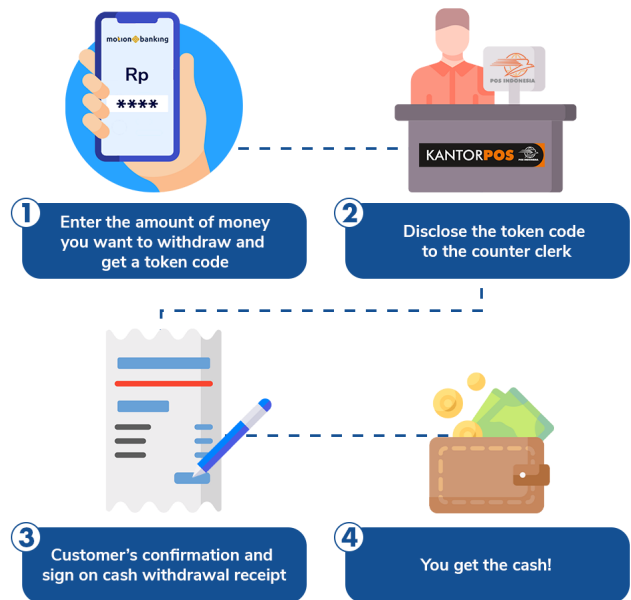 motion banking
Rp
****
POS INDONESIA
KANTORPOS
1
Enter the amount of money
you want to withdraw and
get a token code
2
Disclose the token code
to the counter clerk
3
Customer's confirmation and
sign on cash withdrawal receipt
4
You get the cash!